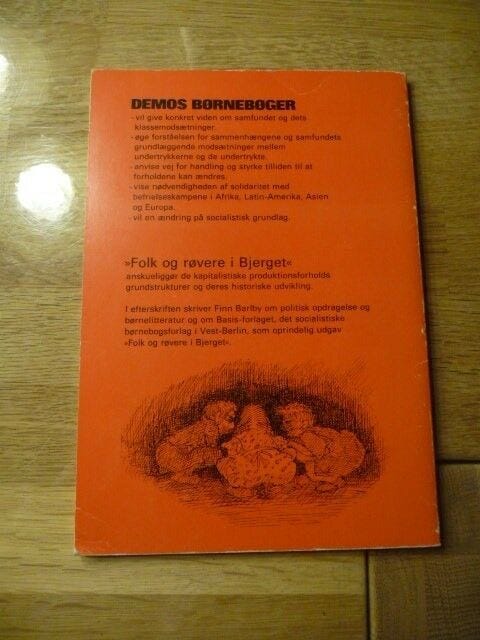 DEMOS BØRNEBØGER
- vil give konkret viden om samfundet og dets
klassemodsætninger.
- øge forståelsen for sammenhængene og samfundets
grundlæggende modsætninger mellem
undertrykkerne og de undertrykte.
- anvise vej for handling og styrke tilliden til at
forholdene kan ændres.
- vise nødvendigheden af solidaritet med
befrielseskampene i Afrika, Latin-Amerika, Asien
og Europa.
- vil en ændring på socialistisk grundlag.
»Folk og røvere i Bjerget«
anskueliggør de kapitalistiske produktionsforholds
grundstrukturer og deres historiske udvikling.
I efterskriften skriver Finn Barlby om politisk opdragelse og
børnelitteratur og om Basis-forlaget, det socialistiske
børnebogsforlag i Vest-Berlin, som oprindelig udgav
»Folk og røvere i Bjerget«.